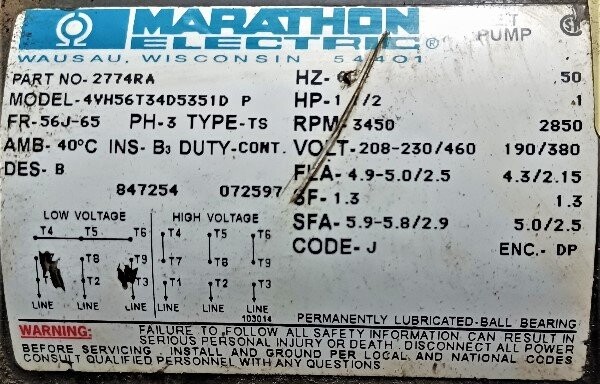 MARATHON
ELECTRIC®
WAUSAU, WISCONSIN 54401
PUMP
PART NO- 2774RA HZ- 50
MODEL-4VH56T34D5351D P HP-1 1/2 1
FR-56J-65 PH-3 TYPE-TS RPM-3450 2850
AMB- 40°C INS- B3 DUTY-CONT. VOLT-208-230/460 190/380
DES- B FLA- 4.9-5.0/2.5 4.3/2.15
847254 072597 SF- 1.3 1.3
SFA- 5.9-5.8/2.9 5.0/2.5
CODE- J ENC.- DP
LOW VOLTAGE HIGH VOLTAGE
T4 T5 T6 T4 T5 T6
T8 T9 T7 T8 T9
T2 T3 T1 T2 T3
LINE LINE LINE LINE LINE LINE
103014
PERMANENTLY LUBRICATED-BALL BEARING
WARNING: FAILURE TO FOLLOW ALL SAFETY INFORMATION CAN RESULT IN
SERIOUS PERSONAL INJURY OR DEATH. DISCONNECT ALL POWER
BEFORE SERVICING. INSTALL AND GROUND PER LOCAL AND NATIONAL CODES
CONSULT QUALIFIED PERSONNEL WITH ANY QUESTIONS